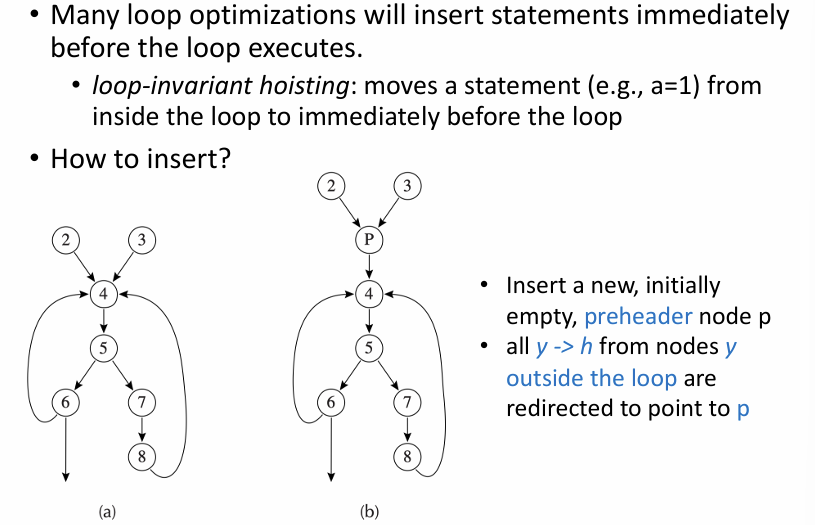 • Many loop optimizations will insert statements immediately
before the loop executes.
• loop-invariant hoisting: moves a statement (e.g., a=1) from
inside the loop to immediately before the loop
• How to insert?
2
3
4
5
6
7
8
(a)
2
3
P
4
5
6
7
8
(b)
• Insert a new, initially
empty, preheader node p
• all y -> h from nodes y
outside the loop are
redirected to point to p